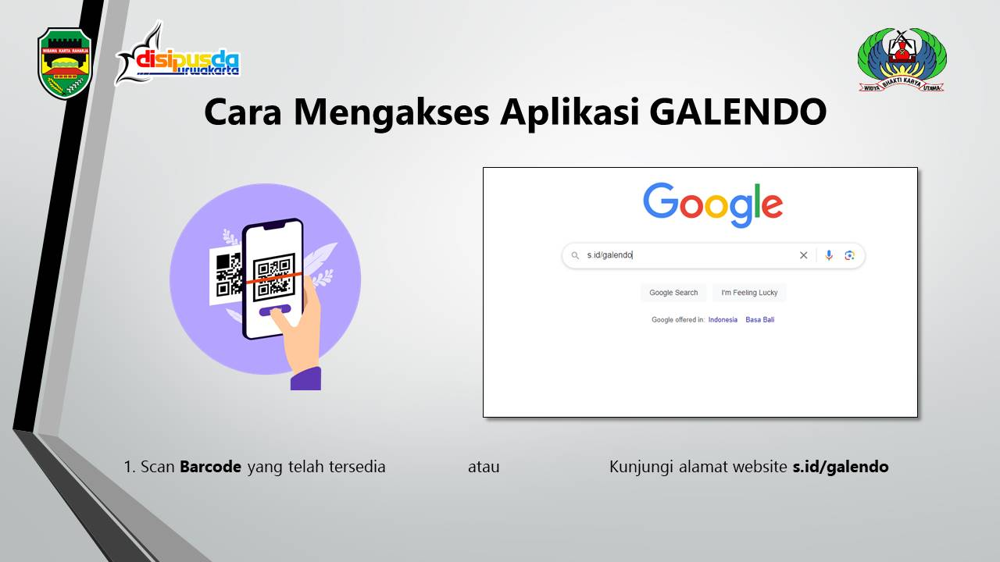 WIBAWA KARTA RAHARJA
disipusda
urwakarta
WIDYA BHAKTI KARYA UTAMA
Cara Mengakses Aplikasi GALENDO
Google
s.id/galendo
Google Search I'm Feeling Lucky
Google offered in: Indonesia Basa Bali
1. Scan Barcode yang telah tersedia atau Kunjungi alamat website s.id/galendo